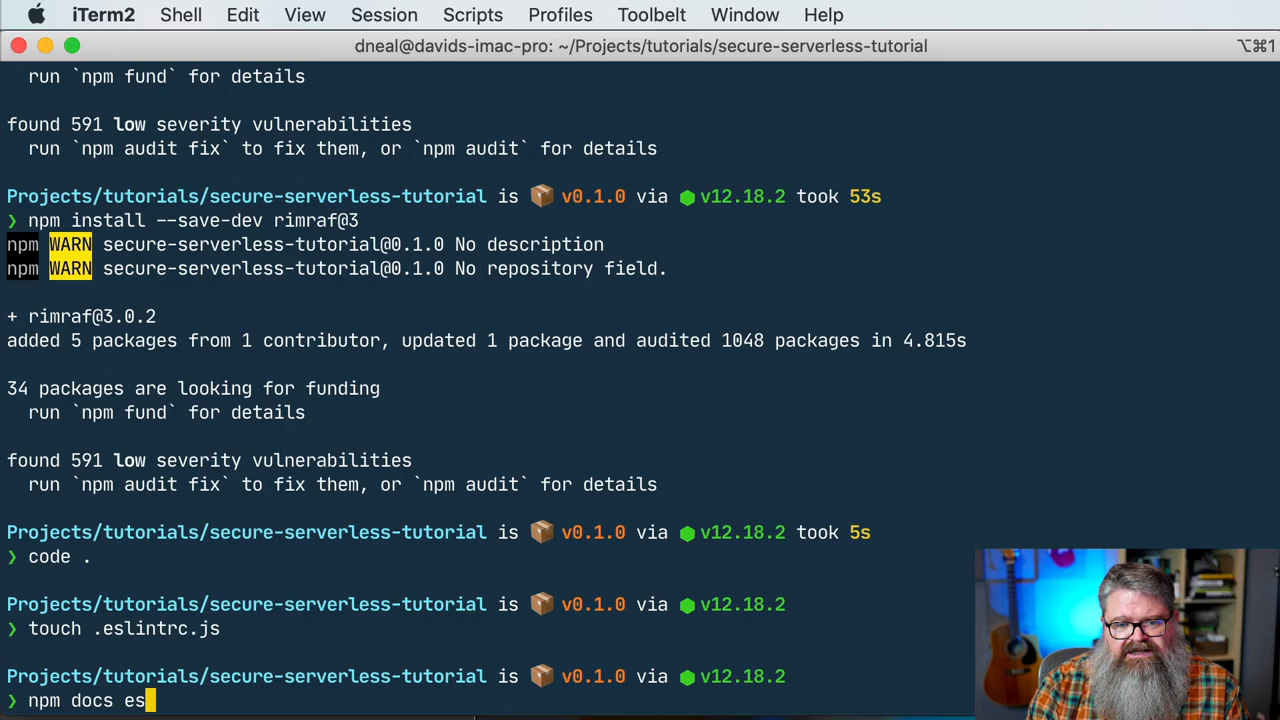 iTerm2 Shell Edit View Session Scripts Profiles Toolbelt Window Help
dneal@davids-imac-pro: ~/Projects/tutorials/secure-serverless-tutorial ⌥⌘1
run `npm fund` for details
found 591 low severity vulnerabilities
run `npm audit fix` to fix them, or `npm audit` for details
Projects/tutorials/secure-serverless-tutorial is 📦 v0.1.0 via ⬢ v12.18.2 took 53s
❯ npm install --save-dev rimraf@3
npm WARN secure-serverless-tutorial@0.1.0 No description
npm WARN secure-serverless-tutorial@0.1.0 No repository field.
+ rimraf@3.0.2
added 5 packages from 1 contributor, updated 1 package and audited 1048 packages in 4.815s
34 packages are looking for funding
run `npm fund` for details
found 591 low severity vulnerabilities
run `npm audit fix` to fix them, or `npm audit` for details
Projects/tutorials/secure-serverless-tutorial is 📦 v0.1.0 via ⬢ v12.18.2 took 5s
❯ code .
Projects/tutorials/secure-serverless-tutorial is 📦 v0.1.0 via ⬢ v12.18.2
❯ touch .eslintrc.js
Projects/tutorials/secure-serverless-tutorial is 📦 v0.1.0 via ⬢ v12.18.2
❯ npm docs es